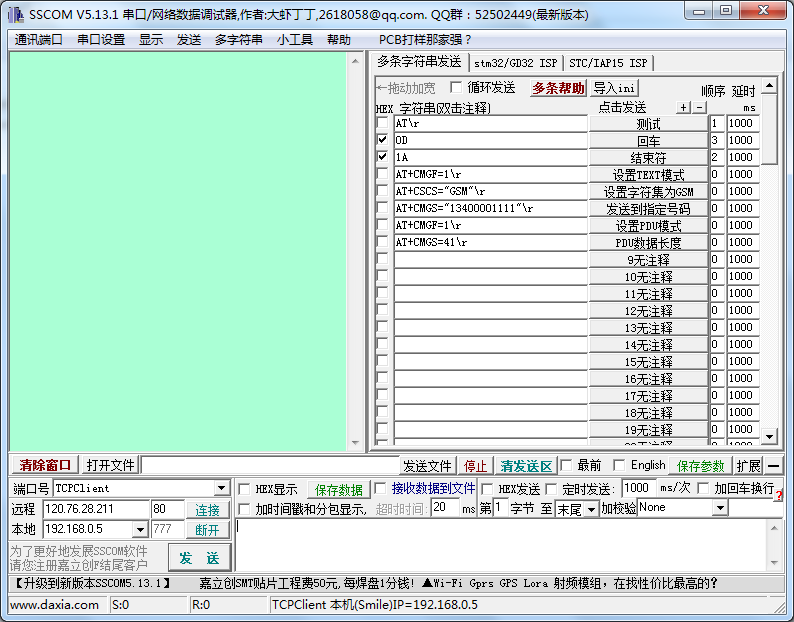 SSCOM V5.13.1 串口/网络数据调试器,作者:大虾丁丁,2618058@qq.com. QQ群：52502449(最新版本)
通讯端口 串口设置 显示 发送 多字符串 小工具 帮助 PCB打样那家强？
多条字符串发送 stm32/GD32 ISP STC/IAP15 ISP
←拖动加宽 循环发送 多条帮助 导入ini 顺序 延时
HEX 字符串(双击注释) 点击发送 + - ms
AT\r 测试 1 1000
0D 回车 3 1000
1A 结束符 2 1000
AT+CMGF=1\r 设置TEXT模式 0 1000
AT+CSCS="GSM"\r 设置字符集为GSM 0 1000
AT+CMGS="13400001111"\r 发送到指定号码 0 1000
AT+CMGF=1\r 设置PDU模式 0 1000
AT+CMGS=41\r PDU数据长度 0 1000
9无注释 0 1000
10无注释 0 1000
11无注释 0 1000
12无注释 0 1000
13无注释 0 1000
14无注释 0 1000
15无注释 0 1000
16无注释 0 1000
17无注释 0 1000
18无注释 0 1000
19无注释 0 1000
清除窗口 打开文件 发送文件 停止 清发送区 最前 English 保存参数 扩展 —
端口号 TCPClient HEX显示 保存数据 接收数据到文件 HEX发送 定时发送: 1000 ms/次 加回车换行
远程 120.76.28.211 80 连接 加时间戳和分包显示, 超时时间: 20 ms 第 1 字节 至 末尾 加校验 None
本地 192.168.0.5 777 断开
为了更好地发展SSCOM软件
请您注册嘉立创F结尾客户
发 送
【升级到新版本SSCOM5.13.1】 嘉立创SMT贴片工程费50元,每焊盘1分钱! ▲Wi-Fi Gprs GPS Lora 射频模组，在找性价比最高的？
www.daxia.com S:0 R:0 TCPClient 本机(Smile)IP=192.168.0.5